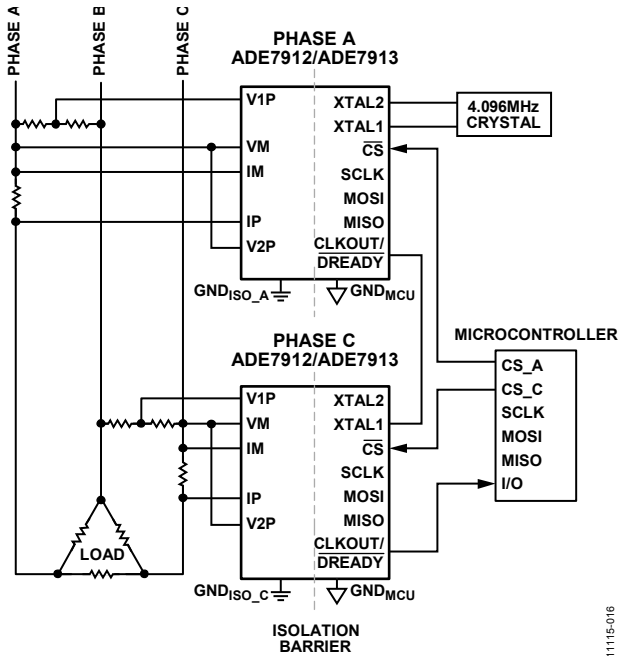 PHASE A
PHASE B
PHASE C
PHASE A
ADE7912/ADE7913
V1P
VM
IM
IP
V2P
XTAL2
XTAL1
CS
SCLK
MOSI
MISO
CLKOUT/
DREADY
4.096MHz
CRYSTAL
GNDISO_A
GNDMCU
PHASE C
ADE7912/ADE7913
V1P
VM
IM
IP
V2P
XTAL2
XTAL1
CS
SCLK
MOSI
MISO
CLKOUT/
DREADY
MICROCONTROLLER
CS_A
CS_C
SCLK
MOSI
MISO
I/O
LOAD
GNDISO_C
GNDMCU
ISOLATION
BARRIER
11115-016